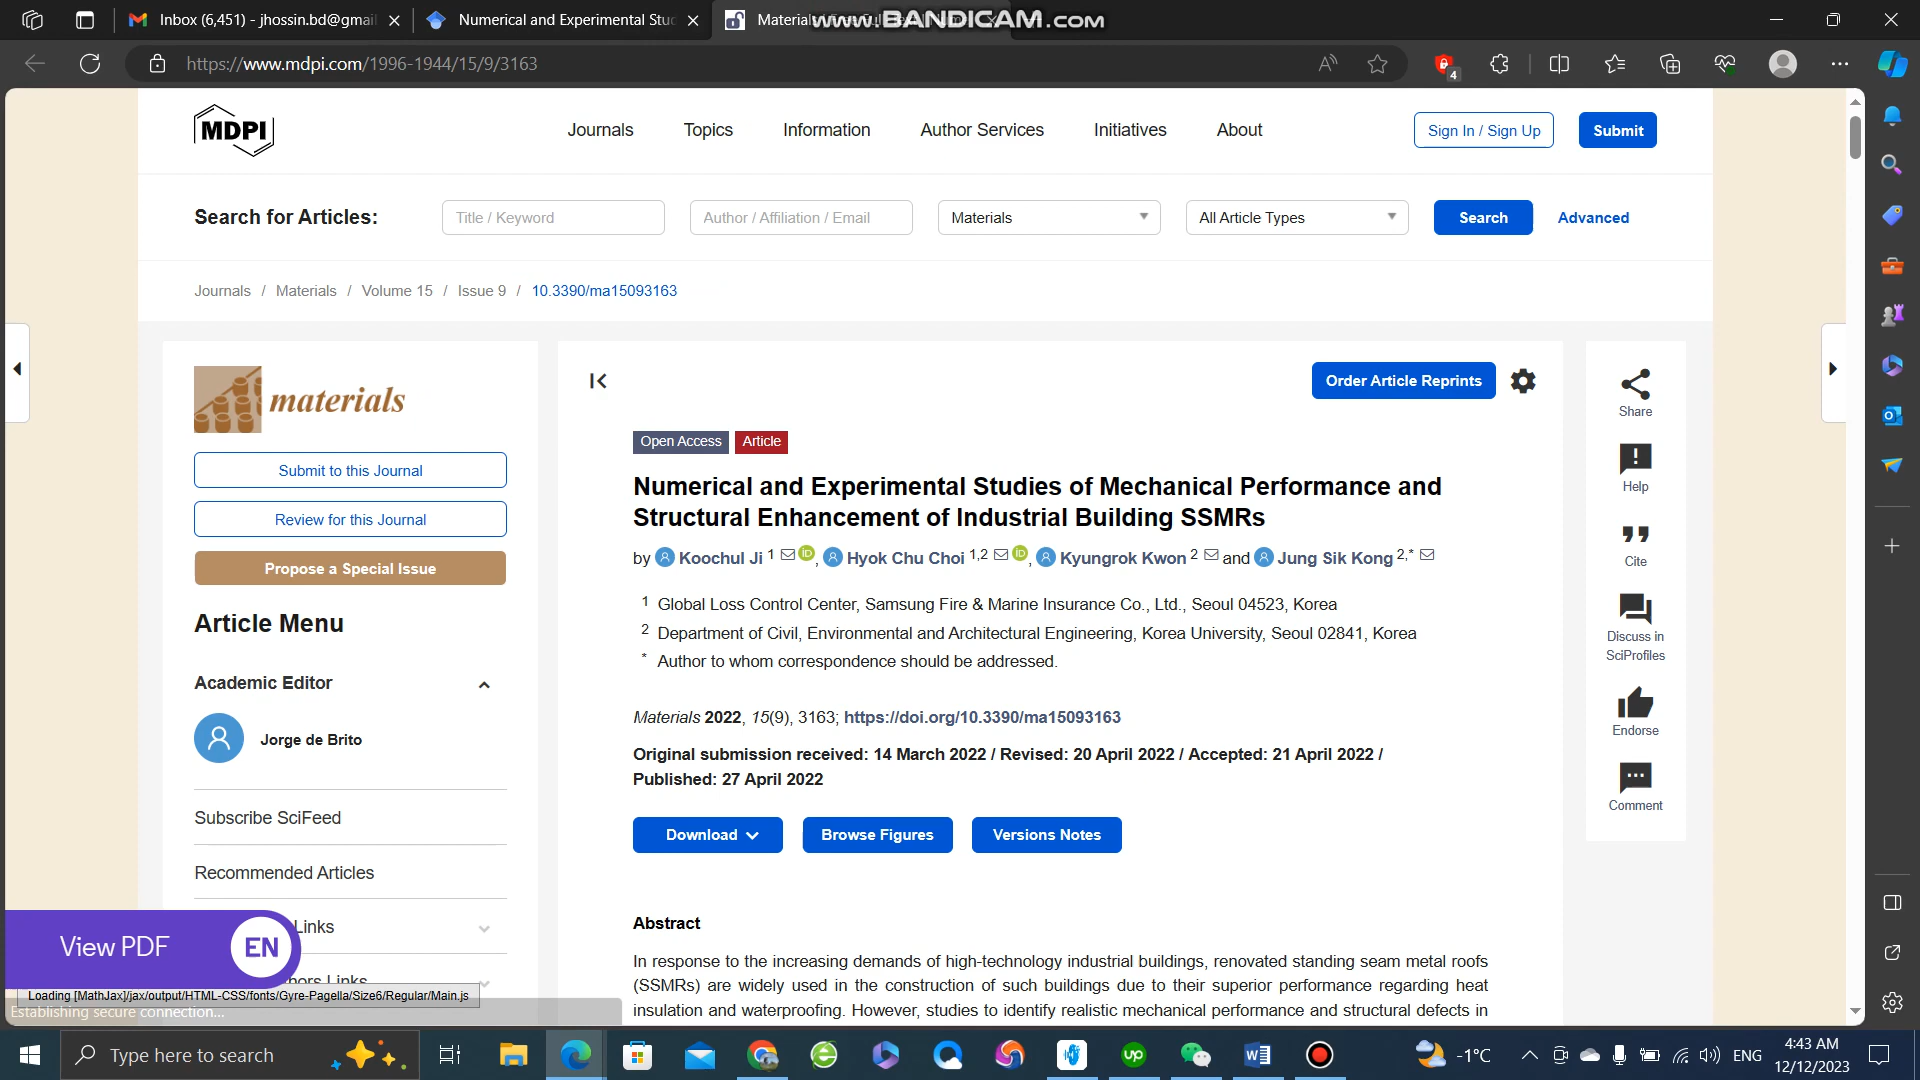 Inbox (6,451) - jhossin.bd@gmai
Numerical and Experimental Stu
Materials
www.BANDICAM.com
https://www.mdpi.com/1996-1944/15/9/3163
4
MDPI
Journals
Topics
Information
Author Services
Initiatives
About
Sign In / Sign Up
Submit
Search for Articles:
Title / Keyword
Author / Affiliation / Email
Materials
All Article Types
Search
Advanced
Journals / Materials / Volume 15 / Issue 9 / 10.3390/ma15093163
materials
Submit to this Journal
Review for this Journal
Propose a Special Issue
Article Menu
Academic Editor
Jorge de Brito
Subscribe SciFeed
Recommended Articles
Links
hors Links
View PDF
EN
Loading [MathJax]/jax/output/HTML-CSS/fonts/Gyre-Pagella/Size6/Regular/Main.js
Establishing secure connection...
Order Article Reprints
Open Access Article
Numerical and Experimental Studies of Mechanical Performance and
Structural Enhancement of Industrial Building SSMRs
by Koochul Ji 1 iD, Hyok Chu Choi 1,2 iD, Kyungrok Kwon 2 and Jung Sik Kong 2,*
1 Global Loss Control Center, Samsung Fire & Marine Insurance Co., Ltd., Seoul 04523, Korea
2 Department of Civil, Environmental and Architectural Engineering, Korea University, Seoul 02841, Korea
* Author to whom correspondence should be addressed.
Materials 2022, 15(9), 3163; https://doi.org/10.3390/ma15093163
Original submission received: 14 March 2022 / Revised: 20 April 2022 / Accepted: 21 April 2022 /
Published: 27 April 2022
Download
Browse Figures
Versions Notes
Abstract
In response to the increasing demands of high-technology industrial buildings, renovated standing seam metal roofs
(SSMRs) are widely used in the construction of such buildings due to their superior performance regarding heat
insulation and waterproofing. However, studies to identify realistic mechanical performance and structural defects in
Share
Help
Cite
Discuss in
SciProfiles
Endorse
Comment
Type here to search
-1°C
ENG
4:43 AM
12/12/2023